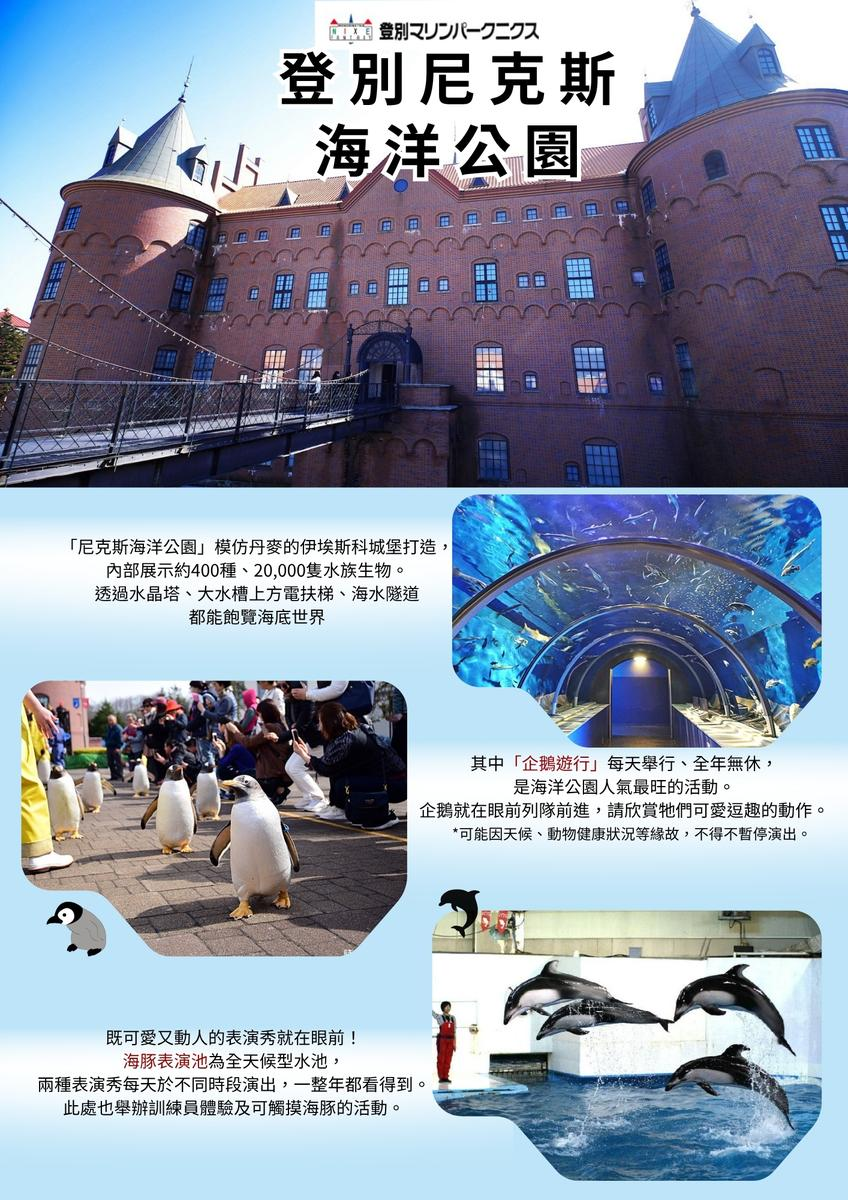 NIXE
登別マリンパークニクス
登別尼克斯
海洋公園
「尼克斯海洋公園」模仿丹麥的伊埃斯科城堡打造，
內部展示約400種、20,000隻水族生物。
透過水晶塔、大水槽上方電扶梯、海水隧道
都能飽覽海底世界
其中「企鵝遊行」每天舉行、全年無休，
是海洋公園人氣最旺的活動。
企鵝就在眼前列隊前進，請欣賞牠們可愛逗趣的動作。
*可能因天候、動物健康狀況等緣故，不得不暫停演出。
既可愛又動人的表演秀就在眼前！
海豚表演池為全天候型水池，
兩種表演秀每天於不同時段演出，一整年都看得到。
此處也舉辦訓練員體驗及可觸摸海豚的活動。